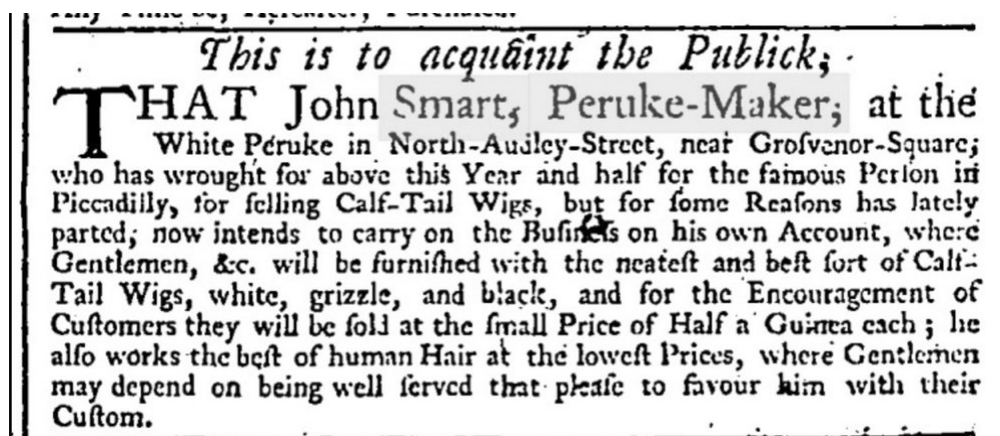 This is to acquaint the Publick;
THAT John Smart, Peruke-Maker; at the
White Peruke in North-Audley-Street, near Groſvenor-Square;
who has wrought for above this Year and half for the famous Perſon in
Piccadilly, for ſelling Calf-Tail Wigs, but for ſome Reaſons has lately
parted; now intends to carry on the Buſineſs on his own Account, where
Gentlemen, &c. will be furniſhed with the neateſt and beſt ſort of Calf-
Tail Wigs, white, grizzle, and black, and for the Encouragement of
Cuſtomers they will be ſold at the ſmall Price of Half a Guinea each; he
alſo works the beſt of human Hair at the loweſt Prices, where Gentlemen
may depend on being well ſerved that pleaſe to favour him with their
Cuſtom.